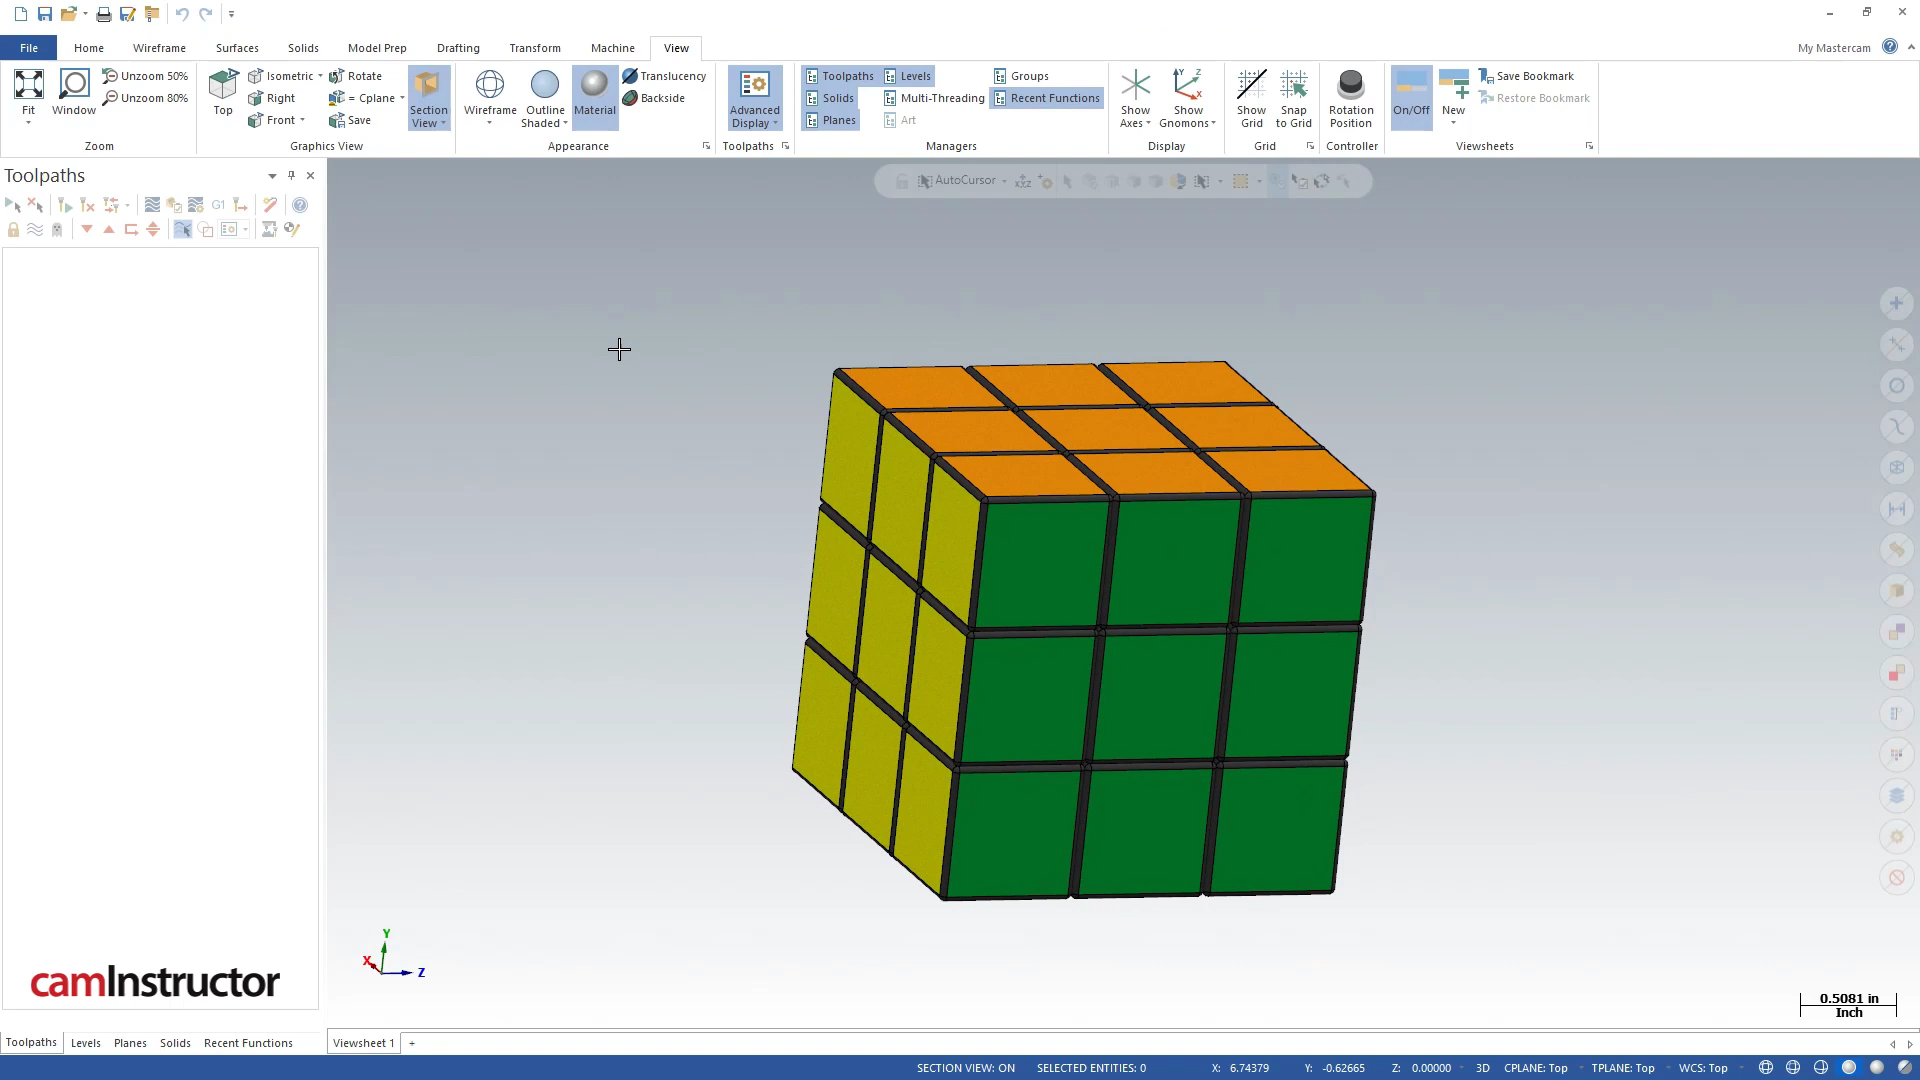 File Home Wireframe Surfaces Solids Model Prep Drafting Transform Machine View My Mastercam
Fit Window Unzoom 50% Unzoom 80% Zoom
Top Isometric Right Front Rotate = Cplane Save Section View Graphics View
Wireframe Outline Shaded Material Translucency Backside Appearance
Advanced Display Toolpaths
Toolpaths Solids Planes Levels Multi-Threading Art Groups Recent Functions Managers
Show Axes Show Gnomons Display
Show Grid Snap to Grid Grid
Rotation Position Controller
On/Off New Save Bookmark Restore Bookmark Viewsheets
Toolpaths
G1
AutoCursor
Y
X
Z
camInstructor
0.5081 in
Inch
Toolpaths Levels Planes Solids Recent Functions Viewsheet 1 +
SECTION VIEW: ON SELECTED ENTITIES: 0 X: 6.74379 Y: -0.62665 Z: 0.00000 3D CPLANE: Top TPLANE: Top WCS: Top